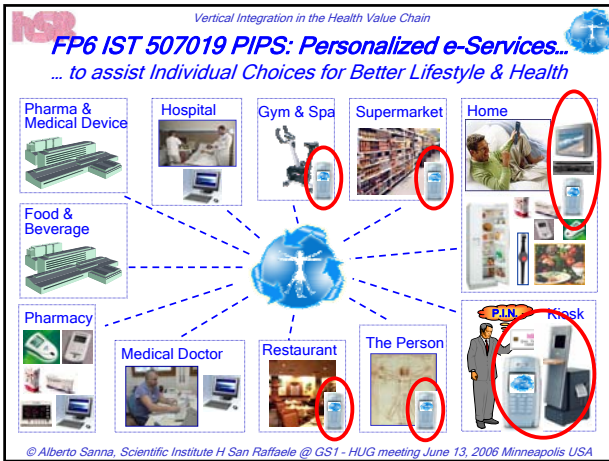 hSR
Vertical Integration in the Health Value Chain
FP6 IST 507019 PIPS: Personalized e-Services...
... to assist Individual Choices for Better Lifestyle & Health
Pharma &
Medical Device
Hospital
Gym & Spa
Supermarket
Home
Food &
Beverage
Pharmacy
Medical Doctor
Restaurant
The Person
P.I.N.
Kiosk
© Alberto Sanna, Scientific Institute H San Raffaele @ GS1 - HUG meeting June 13, 2006 Minneapolis USA